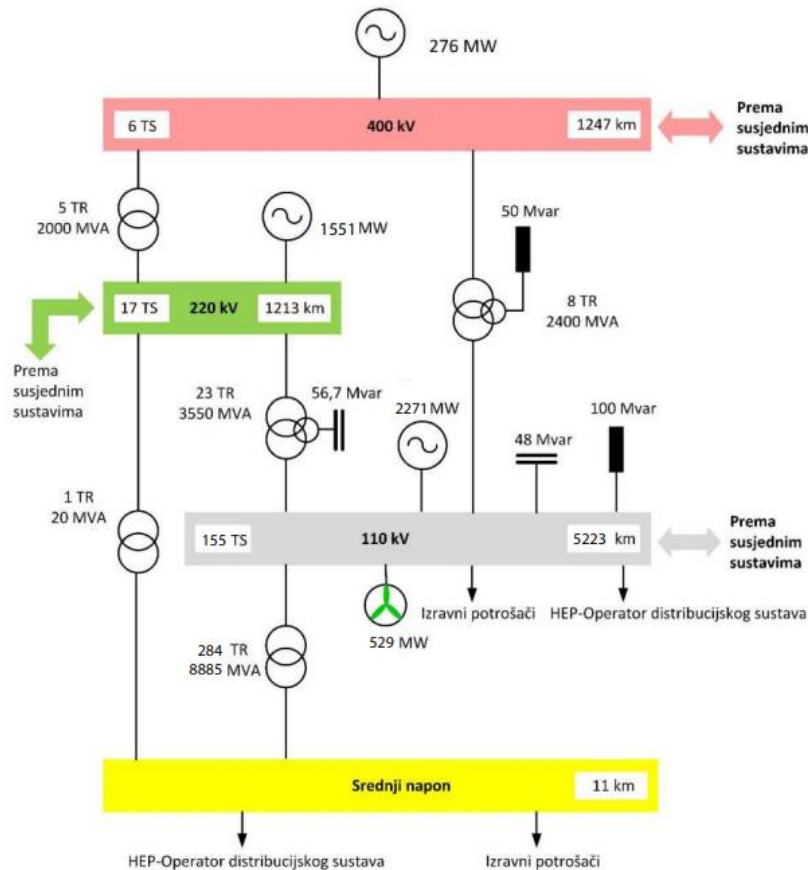 276 MW
6 TS
400 kV
1247 km
Prema
susjednim
sustavima
5 TR
2000 MVA
1551 MW
50 Mvar
8 TR
2400 MVA
17 TS
220 kV
1213 km
Prema
susjednim
sustavima
23 TR
3550 MVA
56,7 Mvar
2271 MW
48 Mvar
100 Mvar
1 TR
20 MVA
155 TS
110 kV
5223 km
Prema
susjednim
sustavima
529 MW
Izravni potrošači
HEP-Operator distribucijskog sustava
284 TR
8885 MVA
Srednji napon
11 km
HEP-Operator distribucijskog sustava
Izravni potrošači